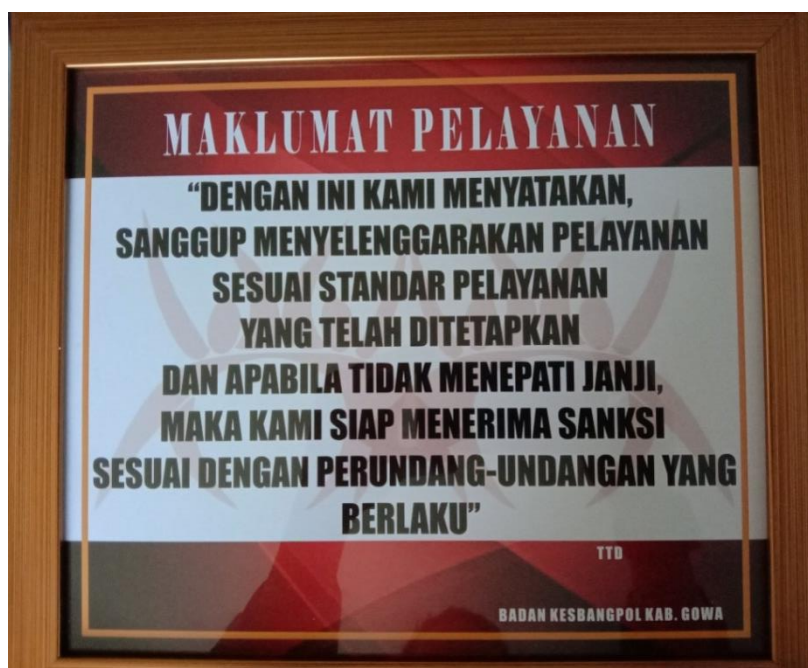 MAKLUMAT PELAYANAN
“DENGAN INI KAMI MENYATAKAN,
SANGGUP MENYELENGGARAKAN PELAYANAN
SESUAI STANDAR PELAYANAN
YANG TELAH DITETAPKAN
DAN APABILA TIDAK MENEPATI JANJI,
MAKA KAMI SIAP MENERIMA SANKSI
SESUAI DENGAN PERUNDANG-UNDANGAN YANG
BERLAKU”
TTD
BADAN KESBANGPOL KAB. GOWA